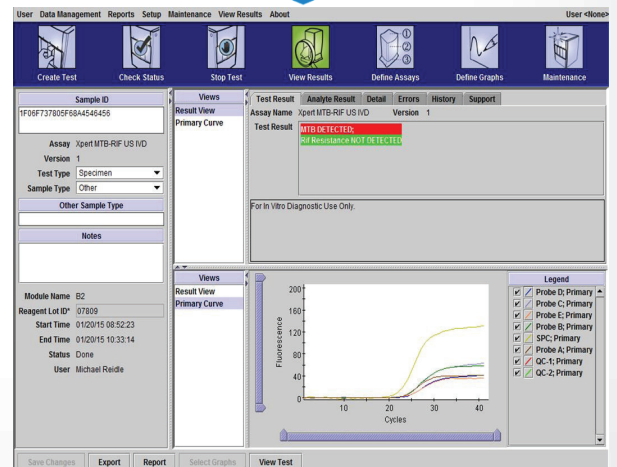 User Data Management Reports Setup Maintenance View Results About User <None>
Create Test Check Status Stop Test View Results Define Assays Define Graphs Maintenance
Sample ID
1F06F737805F68A4546456
Assay Xpert MTB-RIF US IVD
Version 1
Test Type Specimen
Sample Type Other
Other Sample Type
Notes
Module Name B2
Reagent Lot ID* 07809
Start Time 01/20/15 08:52:23
End Time 01/20/15 10:33:14
Status Done
User Michael Reidle
Views
Result View
Primary Curve
Test Result Analyte Result Detail Errors History Support
Assay Name Xpert MTB-RIF US IVD Version 1
Test Result MTB DETECTED;
Rif Resistance NOT DETECTED
For In Vitro Diagnostic Use Only.
Views
Result View
Primary Curve
Fluorescence
200
160
120
80
40
0
10 20 30 40
Cycles
Legend
Probe D; Primary
Probe C; Primary
Probe E; Primary
Probe B; Primary
SPC; Primary
Probe A; Primary
QC-1; Primary
QC-2; Primary
Save Changes Export Report Select Graphs View Test